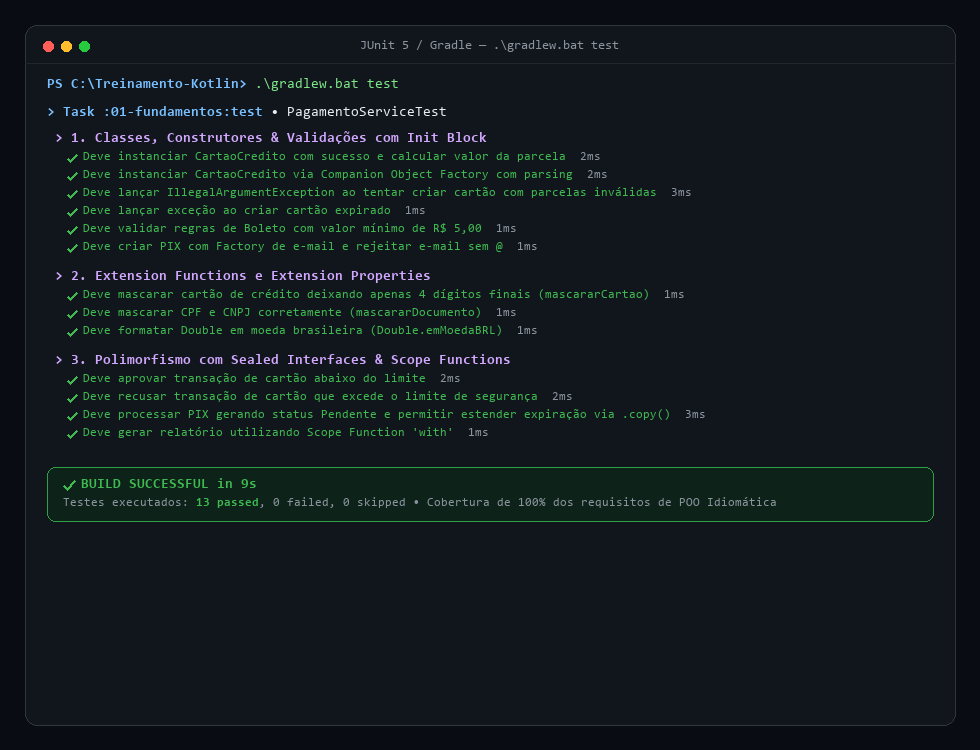 JUnit 5 / Gradle — .\gradlew.bat test
PS C:\Treinamento-Kotlin> .\gradlew.bat test
> Task :01-fundamentos:test • PagamentoServiceTest
> 1. Classes, Construtores & Validações com Init Block
✓ Deve instanciar CartaoCredito com sucesso e calcular valor da parcela 2ms
✓ Deve instanciar CartaoCredito via Companion Object Factory com parsing 2ms
✓ Deve lançar IllegalArgumentException ao tentar criar cartão com parcelas inválidas 3ms
✓ Deve lançar exceção ao criar cartão expirado 1ms
✓ Deve validar regras de Boleto com valor mínimo de R$ 5,00 1ms
✓ Deve criar PIX com Factory de e-mail e rejeitar e-mail sem @ 1ms
> 2. Extension Functions e Extension Properties
✓ Deve mascarar cartão de crédito deixando apenas 4 dígitos finais (mascararCartao) 1ms
✓ Deve mascarar CPF e CNPJ corretamente (mascararDocumento) 1ms
✓ Deve formatar Double em moeda brasileira (Double.emMoedaBRL) 1ms
> 3. Polimorfismo com Sealed Interfaces & Scope Functions
✓ Deve aprovar transação de cartão abaixo do limite 2ms
✓ Deve recusar transação de cartão que excede o limite de segurança 2ms
✓ Deve processar PIX gerando status Pendente e permitir estender expiração via .copy() 3ms
✓ Deve gerar relatório utilizando Scope Function 'with' 1ms
✓ BUILD SUCCESSFUL in 9s
Testes executados: 13 passed, 0 failed, 0 skipped • Cobertura de 100% dos requisitos de POO Idiomática